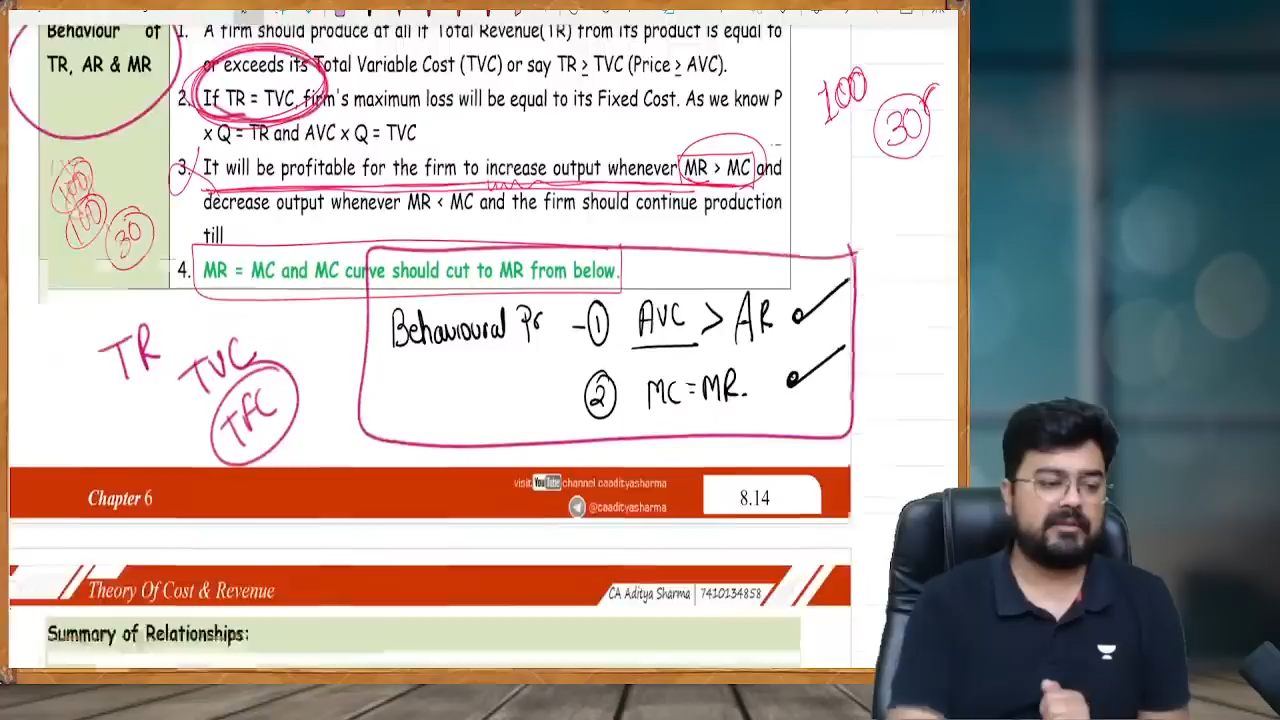 Behaviour of
TR, AR & MR
1. A firm should produce at all if Total Revenue(TR) from its product is equal to
or exceeds its Total Variable Cost (TVC) or say TR ≥ TVC (Price ≥ AVC).
2. If TR = TVC, firm's maximum loss will be equal to its Fixed Cost. As we know P
x Q = TR and AVC x Q = TVC
3. It will be profitable for the firm to increase output whenever MR > MC and
decrease output whenever MR < MC and the firm should continue production
till
4. MR = MC and MC curve should cut to MR from below.
100
30
100
100
30
TR
TVC
TFC
Behavioural Pr - 1 AVC > AR
2 MC = MR.
Chapter 6
visit YouTube channel caadityasharma
@caadityasharma
8.14
Theory Of Cost & Revenue
CA Aditya Sharma | 7410134858
Summary of Relationships: